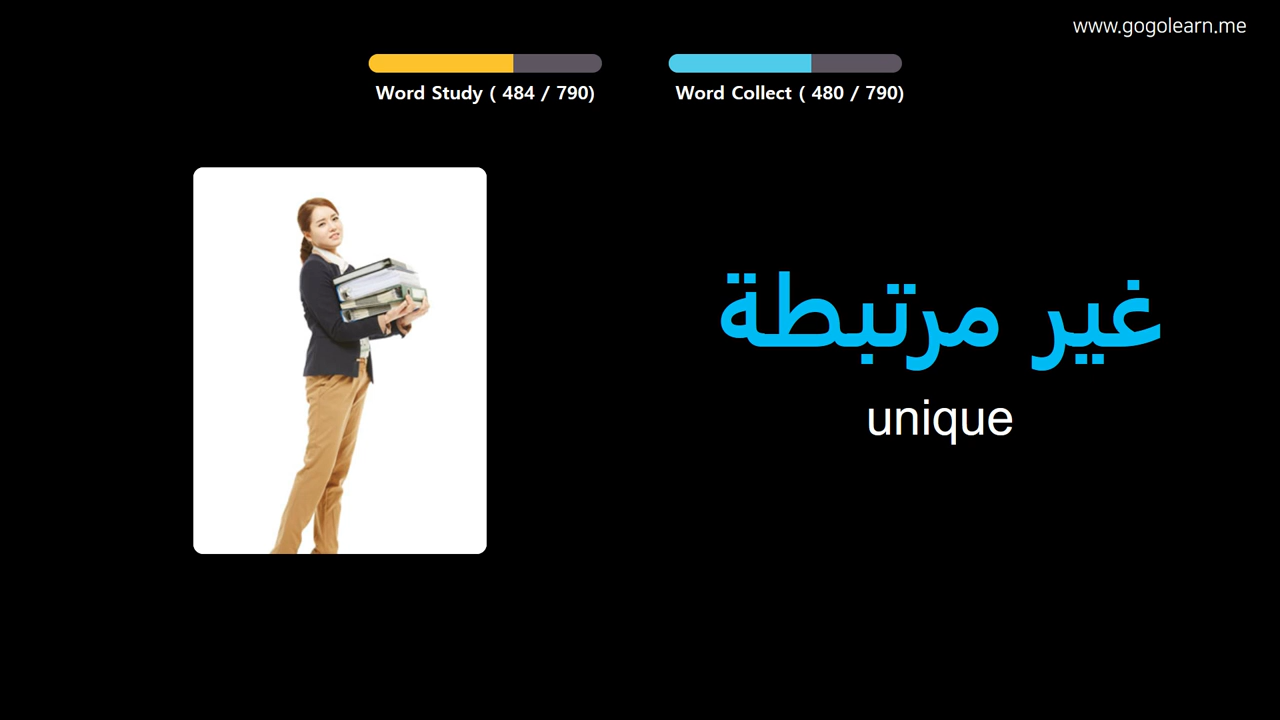 www.gogolearn.me
Word Study ( 484 / 790)
Word Collect ( 480 / 790)
غير مرتبطة
unique